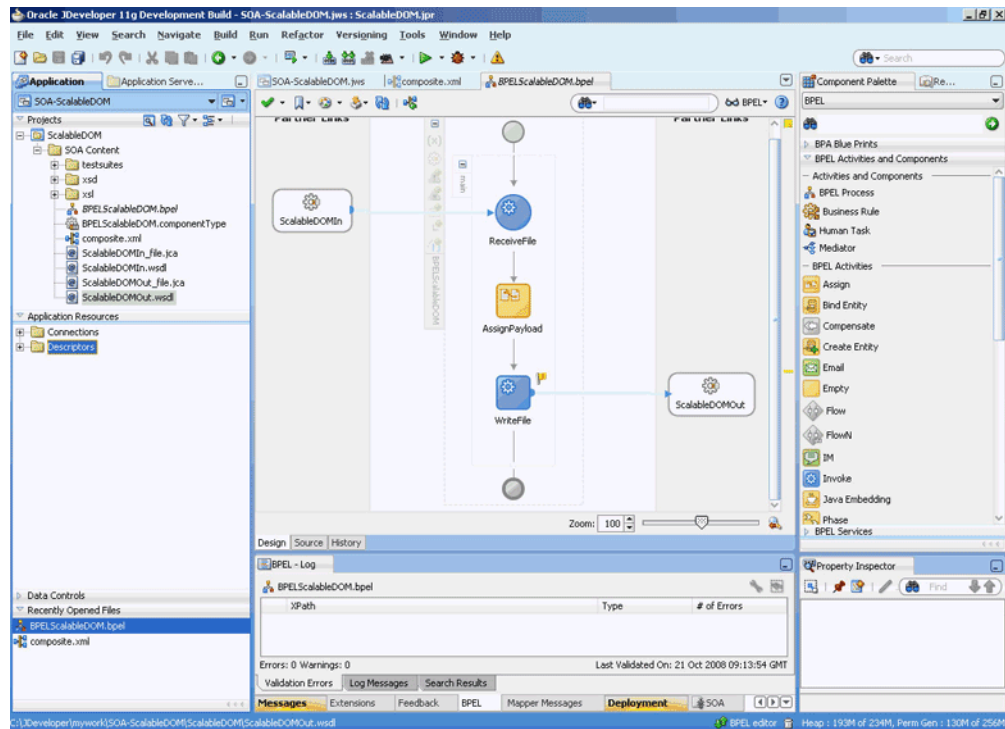 Oracle JDeveloper 11g Development Build - SOA-ScalableDOM.jws : ScalableDOM.jpr
File Edit View Search Navigate Build Run Refactor Versioning Tools Window Help
Search
Application
Application Serve...
SOA-ScalableDOM
Projects
ScalableDOM
SOA Content
testsuites
xsd
xsl
BPELScalableDOM.bpel
BPELScalableDOM.componentType
composite.xml
ScalableDOMIn_file.jca
ScalableDOMIn.wsdl
ScalableDOMOut_file.jca
ScalableDOMOut.wsdl
Application Resources
Connections
Descriptors
Data Controls
Recently Opened Files
BPELScalableDOM.bpel
composite.xml
SOA-ScalableDOM.jws
composite.xml
BPELScalableDOM.bpel
BPEL
Partner Links
Partner Links
main
BPELScalableDOM
ScalableDOMIn
ReceiveFile
AssignPayload
WriteFile
ScalableDOMOut
Zoom: 100
Design Source History
BPEL - Log
BPELScalableDOM.bpel
XPath Type # of Errors
Errors: 0 Warnings: 0
Last Validated On: 21 Oct 2008 09:13:54 GMT
Validation Errors Log Messages Search Results
Messages Extensions Feedback BPEL Mapper Messages Deployment SOA
Component Palette
Re...
BPEL
BPA Blue Prints
BPEL Activities and Components
Activities and Components
BPEL Process
Business Rule
Human Task
Mediator
BPEL Activities
Assign
Bind Entity
Compensate
Create Entity
Email
Empty
Flow
FlowN
IM
Invoke
Java Embedding
Phase
BPEL Services
Property Inspector
Find
C:\JDeveloper\mywork\SOA-ScalableDOM\ScalableDOM\ScalableDOMOut.wsdl
BPEL editor
Heap : 193M of 234M, Perm Gen : 130M of 256M